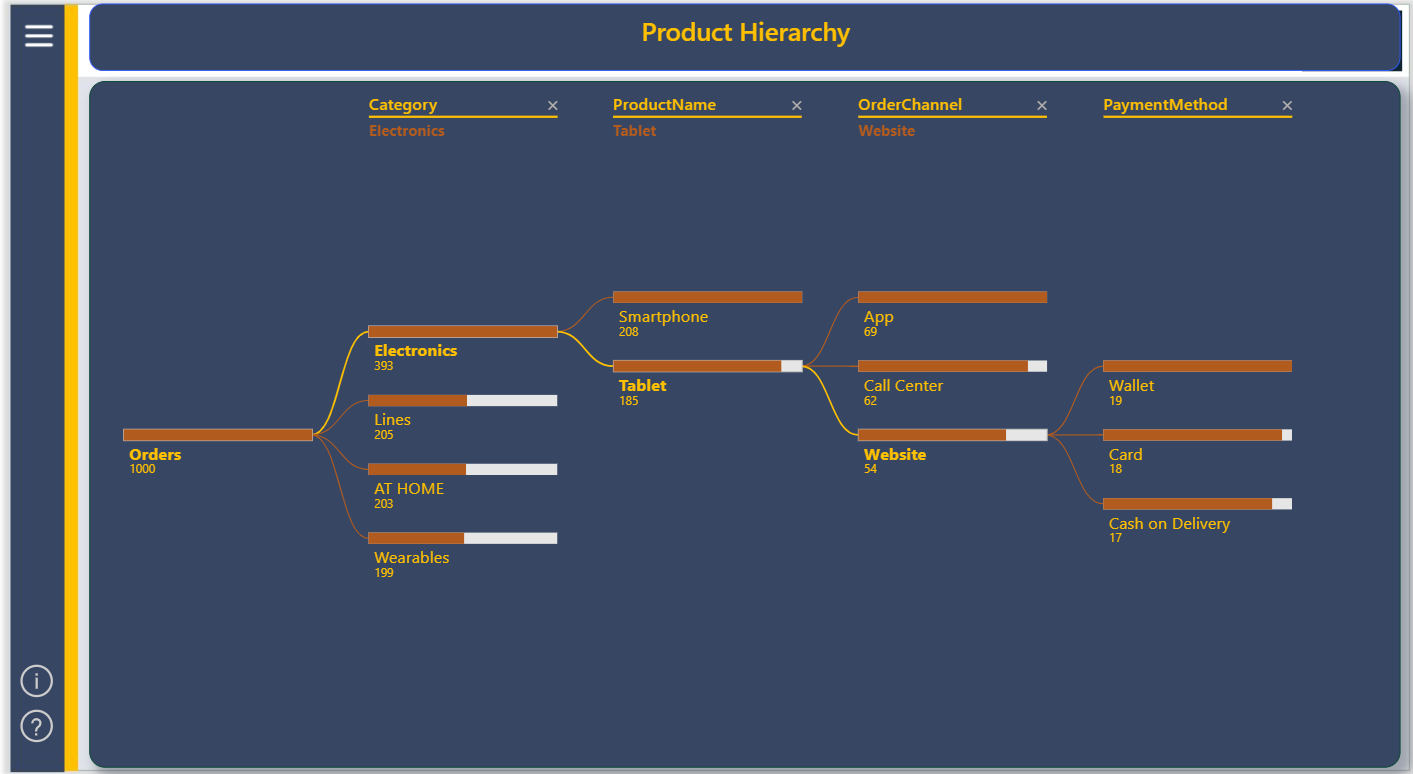 Product Hierarchy
Category ×
ProductName ×
OrderChannel ×
PaymentMethod ×
Electronics
Tablet
Website
Orders
1000
Electronics
393
Lines
205
AT HOME
203
Wearables
199
Smartphone
208
Tablet
185
App
69
Call Center
62
Website
54
Wallet
19
Card
18
Cash on Delivery
17
i
?